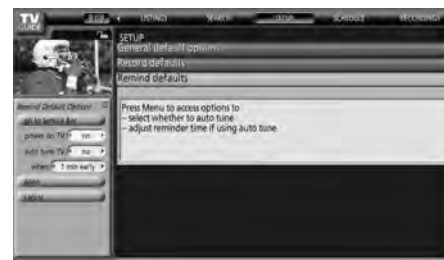 TV
GUIDE
LISTINGS SEARCH SETUP SCHEDULE RECORDINGS
SETUP
General default options
Record defaults
Remind defaults
Remind Default Options
go to service bar
power on TV? no
auto tune TV? no
when? 1 min early
done
cancel
Press Menu to access options to
– select whether to auto tune
– adjust reminder time if using auto tune